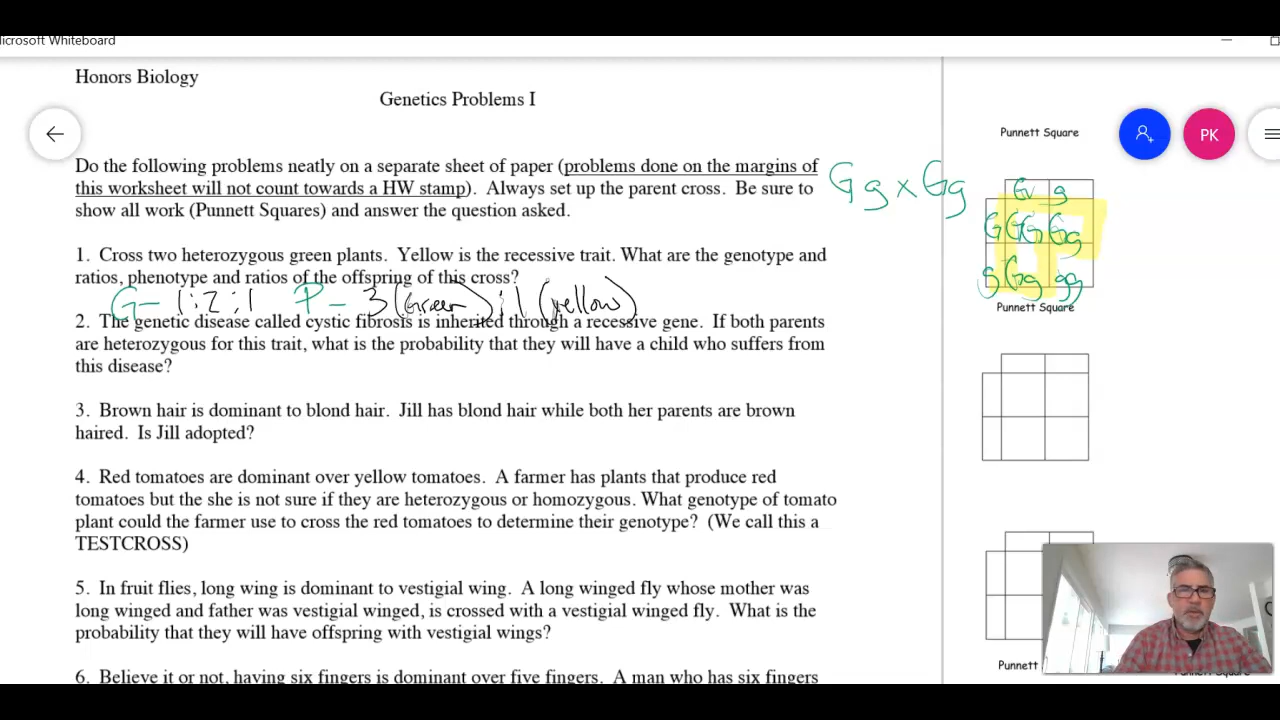 Microsoft Whiteboard
Honors Biology
Genetics Problems I
Punnett Square
PK
Do the following problems neatly on a separate sheet of paper (problems done on the margins of
this worksheet will not count towards a HW stamp). Always set up the parent cross. Be sure to
show all work (Punnett Squares) and answer the question asked.
Gg x Gg
G g
G GG Gg
g Gg gg
Punnett Square
1. Cross two heterozygous green plants. Yellow is the recessive trait. What are the genotype and
ratios, phenotype and ratios of the offspring of this cross?
G- 1:2:1 P- 3 (Green) : 1 (yellow)
2. The genetic disease called cystic fibrosis is inherited through a recessive gene. If both parents
are heterozygous for this trait, what is the probability that they will have a child who suffers from
this disease?
3. Brown hair is dominant to blond hair. Jill has blond hair while both her parents are brown
haired. Is Jill adopted?
4. Red tomatoes are dominant over yellow tomatoes. A farmer has plants that produce red
tomatoes but the she is not sure if they are heterozygous or homozygous. What genotype of tomato
plant could the farmer use to cross the red tomatoes to determine their genotype? (We call this a
TESTCROSS)
5. In fruit flies, long wing is dominant to vestigial wing. A long winged fly whose mother was
long winged and father was vestigial winged, is crossed with a vestigial winged fly. What is the
probability that they will have offspring with vestigial wings?
Punnett
6. Believe it or not, having six fingers is dominant over five fingers. A man who has six fingers